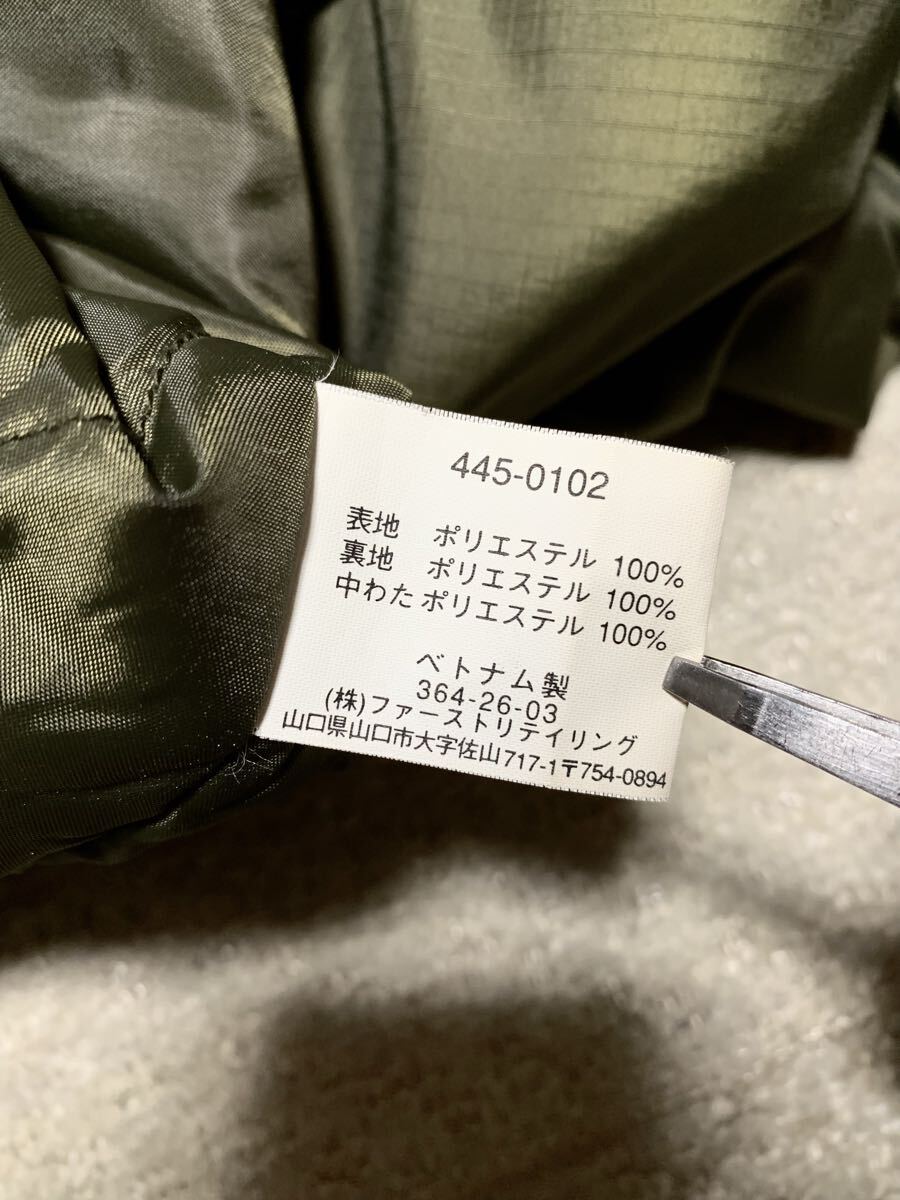 445-0102
表地 ポリエステル 100%
裏地 ポリエステル 100%
中わた ポリエステル 100%
ベトナム製
364-26-03
(株)ファーストリテイリング
山口県山口市大字佐山717-1〒754-0894